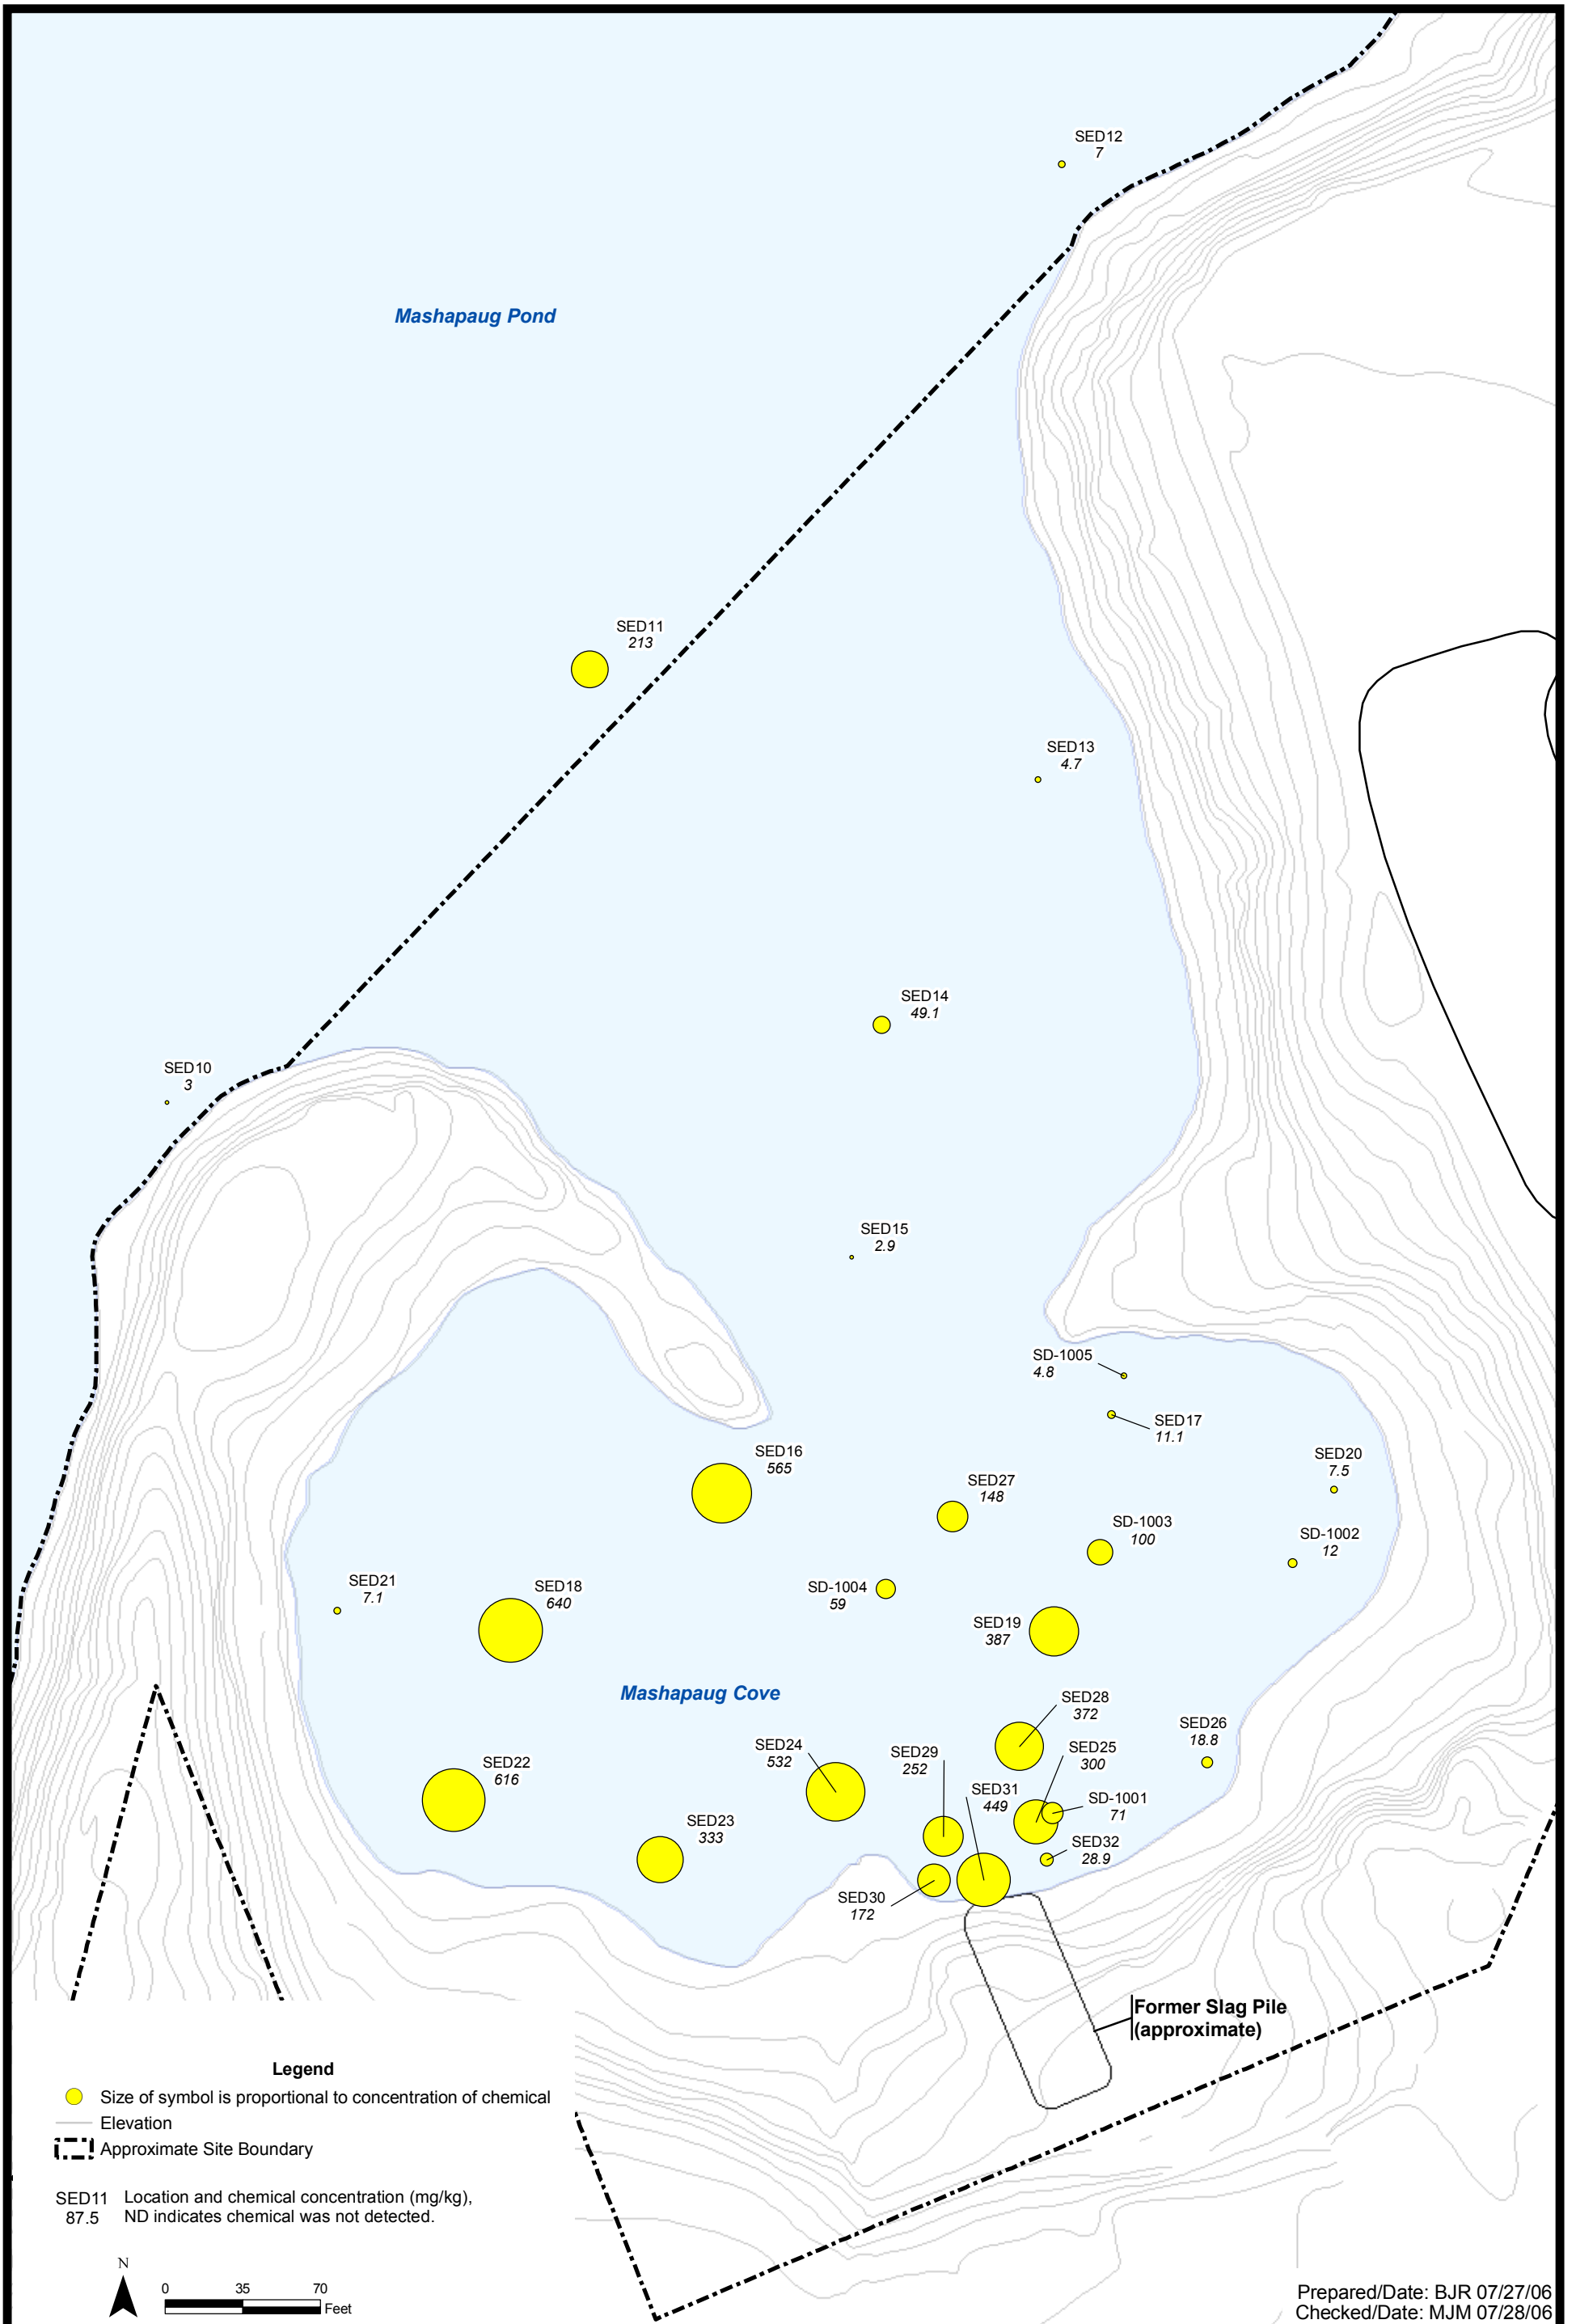 SED12
7
Mashapaug Pond
SED11
213
SED13
4.7
SED14
49.1
SED10
3
SED15
2.9
SD-1005
4.8
SED17
11.1
SED16
565
SED20
7.5
SED27
148
SD-1003
100
SD-1002
12
SED21
7.1
SED18
640
SD-1004
59
SED19
387
Mashapaug Cove
SED28
372
SED26
18.8
SED24
532
SED29
252
SED25
300
SED22
616
SED31
449
SD-1001
71
SED23
333
SED32
28.9
SED30
172
Former Slag Pile
(approximate)
Legend
Size of symbol is proportional to concentration of chemical
Elevation
Approximate Site Boundary
SED11 Location and chemical concentration (mg/kg),
87.5 ND indicates chemical was not detected.
N
0 35 70
Feet
Prepared/Date: BJR 07/27/06
Checked/Date: MJM 07/28/06